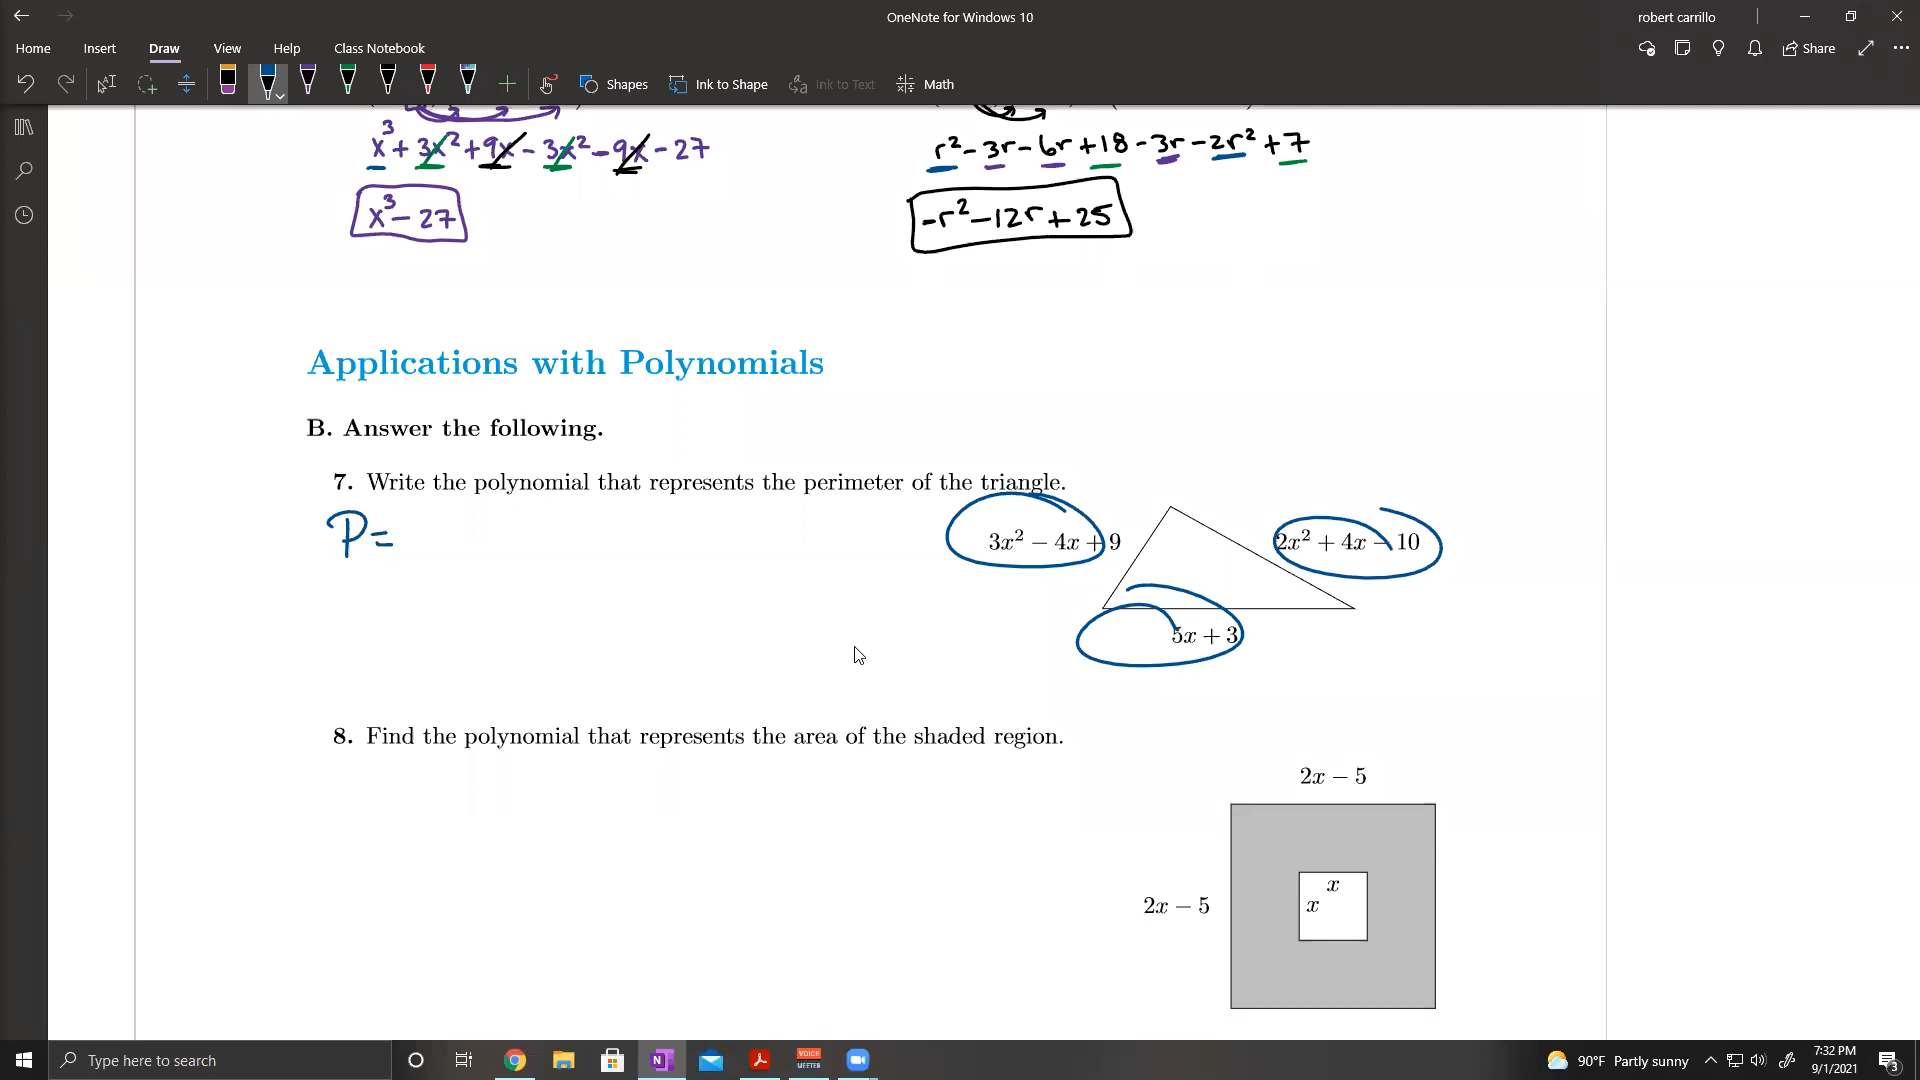 OneNote for Windows 10
robert carrillo
Home Insert Draw View Help Class Notebook
Share
Shapes Ink to Shape Ink to Text Math
x³ + 3x² + 9x - 3x² - 9x - 27
r² - 3r - 6r + 18 - 3r - 2r² + 7
x³ - 27
-r² - 12r + 25
Applications with Polynomials
B. Answer the following.
7. Write the polynomial that represents the perimeter of the triangle.
P=
3x² − 4x + 9
2x² + 4x − 10
5x + 3
8. Find the polynomial that represents the area of the shaded region.
2x − 5
x
2x − 5
x
Type here to search
VOICE
MEETER
90°F Partly sunny
7:32 PM
9/1/2021
3